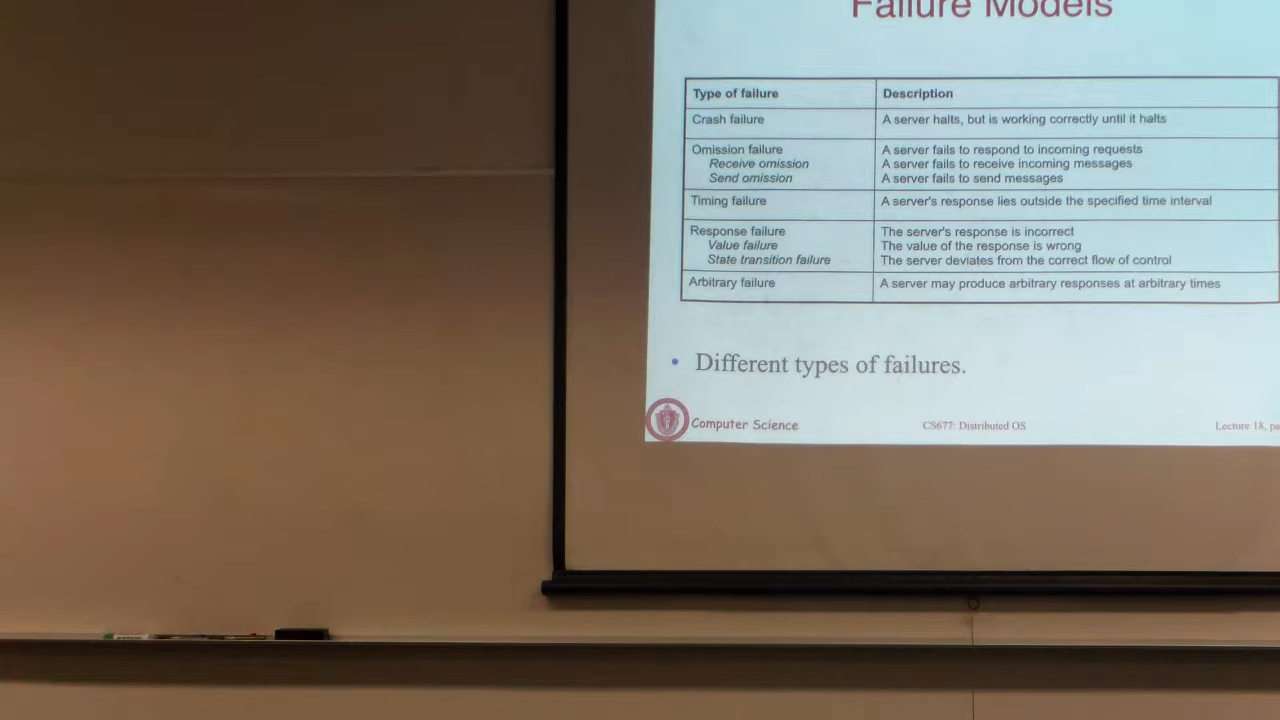 Failure Models
Type of failure Description
Crash failure A server halts, but is working correctly until it halts
Omission failure A server fails to respond to incoming requests
Receive omission A server fails to receive incoming messages
Send omission A server fails to send messages
Timing failure A server's response lies outside the specified time interval
Response failure The server's response is incorrect
Value failure The value of the response is wrong
State transition failure The server deviates from the correct flow of control
Arbitrary failure A server may produce arbitrary responses at arbitrary times
• Different types of failures.
Computer Science CS677: Distributed OS Lecture 18, pa